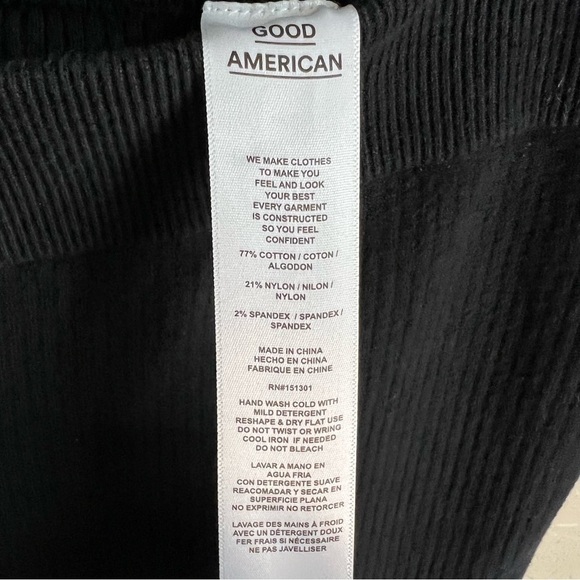 GOOD
AMERICAN
WE MAKE CLOTHES
TO MAKE YOU
FEEL AND LOOK
YOUR BEST
EVERY GARMENT
IS CONSTRUCTED
SO YOU FEEL
CONFIDENT
77% COTTON / COTON /
ALGODON
21% NYLON / NILON /
NYLON
2% SPANDEX / SPANDEX /
SPANDEX
MADE IN CHINA
HECHO EN CHINA
FABRIQUE EN CHINE
RN#151301
HAND WASH COLD WITH
MILD DETERGENT
RESHAPE & DRY FLAT USE
DO NOT TWIST OR WRING
COOL IRON IF NEEDED
DO NOT BLEACH
LAVAR A MANO EN
AGUA FRIA
CON DETERGENTE SUAVE
REACOMADAR Y SECAR EN
SUPERFICIE PLANA
NO EXPRIMIR NO RETORCER
LAVAGE DES MAINS À FROID
AVEC UN DÉTERGENT DOUX
FER FRAIS SI NÉCESSAIRE
NE PAS JAVELLISER